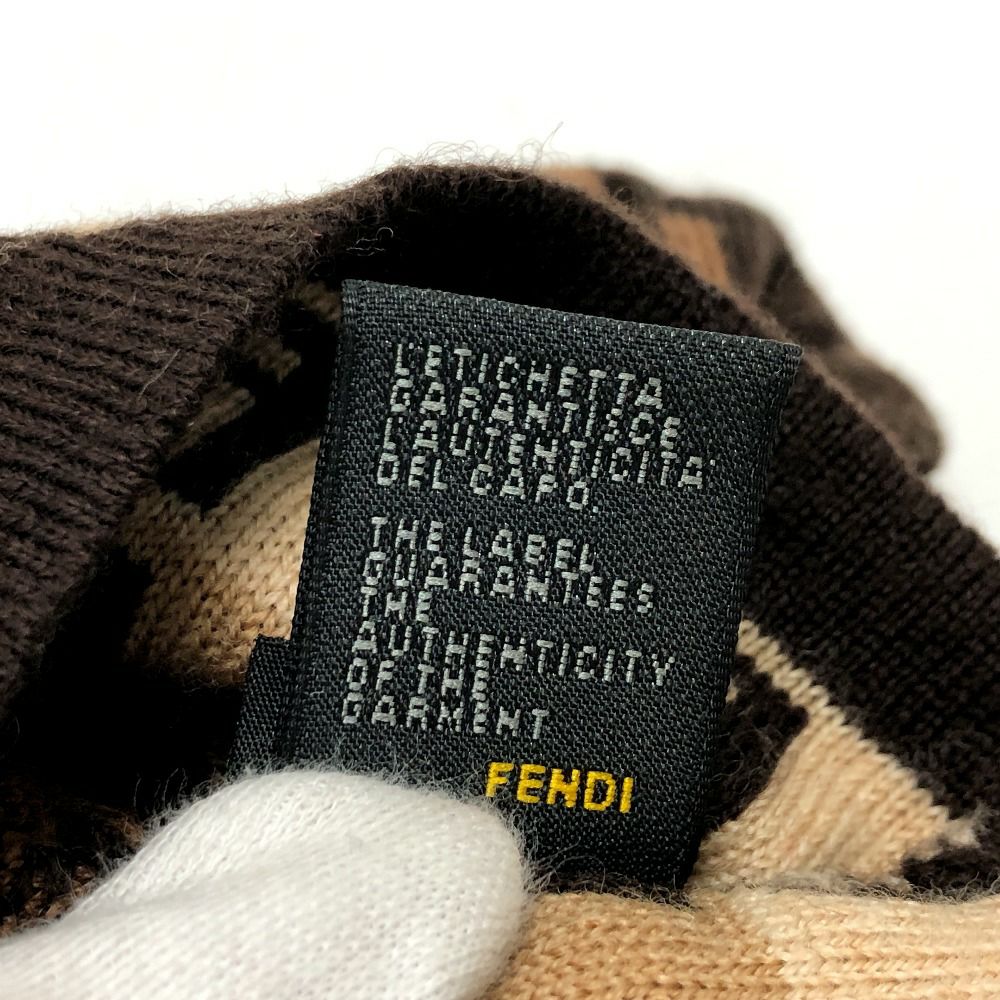 L'ETICHETTA
GARANTISCE
L'AUTENTICITA'
DEL CAPO.
THE LABEL
GUARANTEES
THE
AUTHENTICITY
OF THE
GARMENT
FENDI